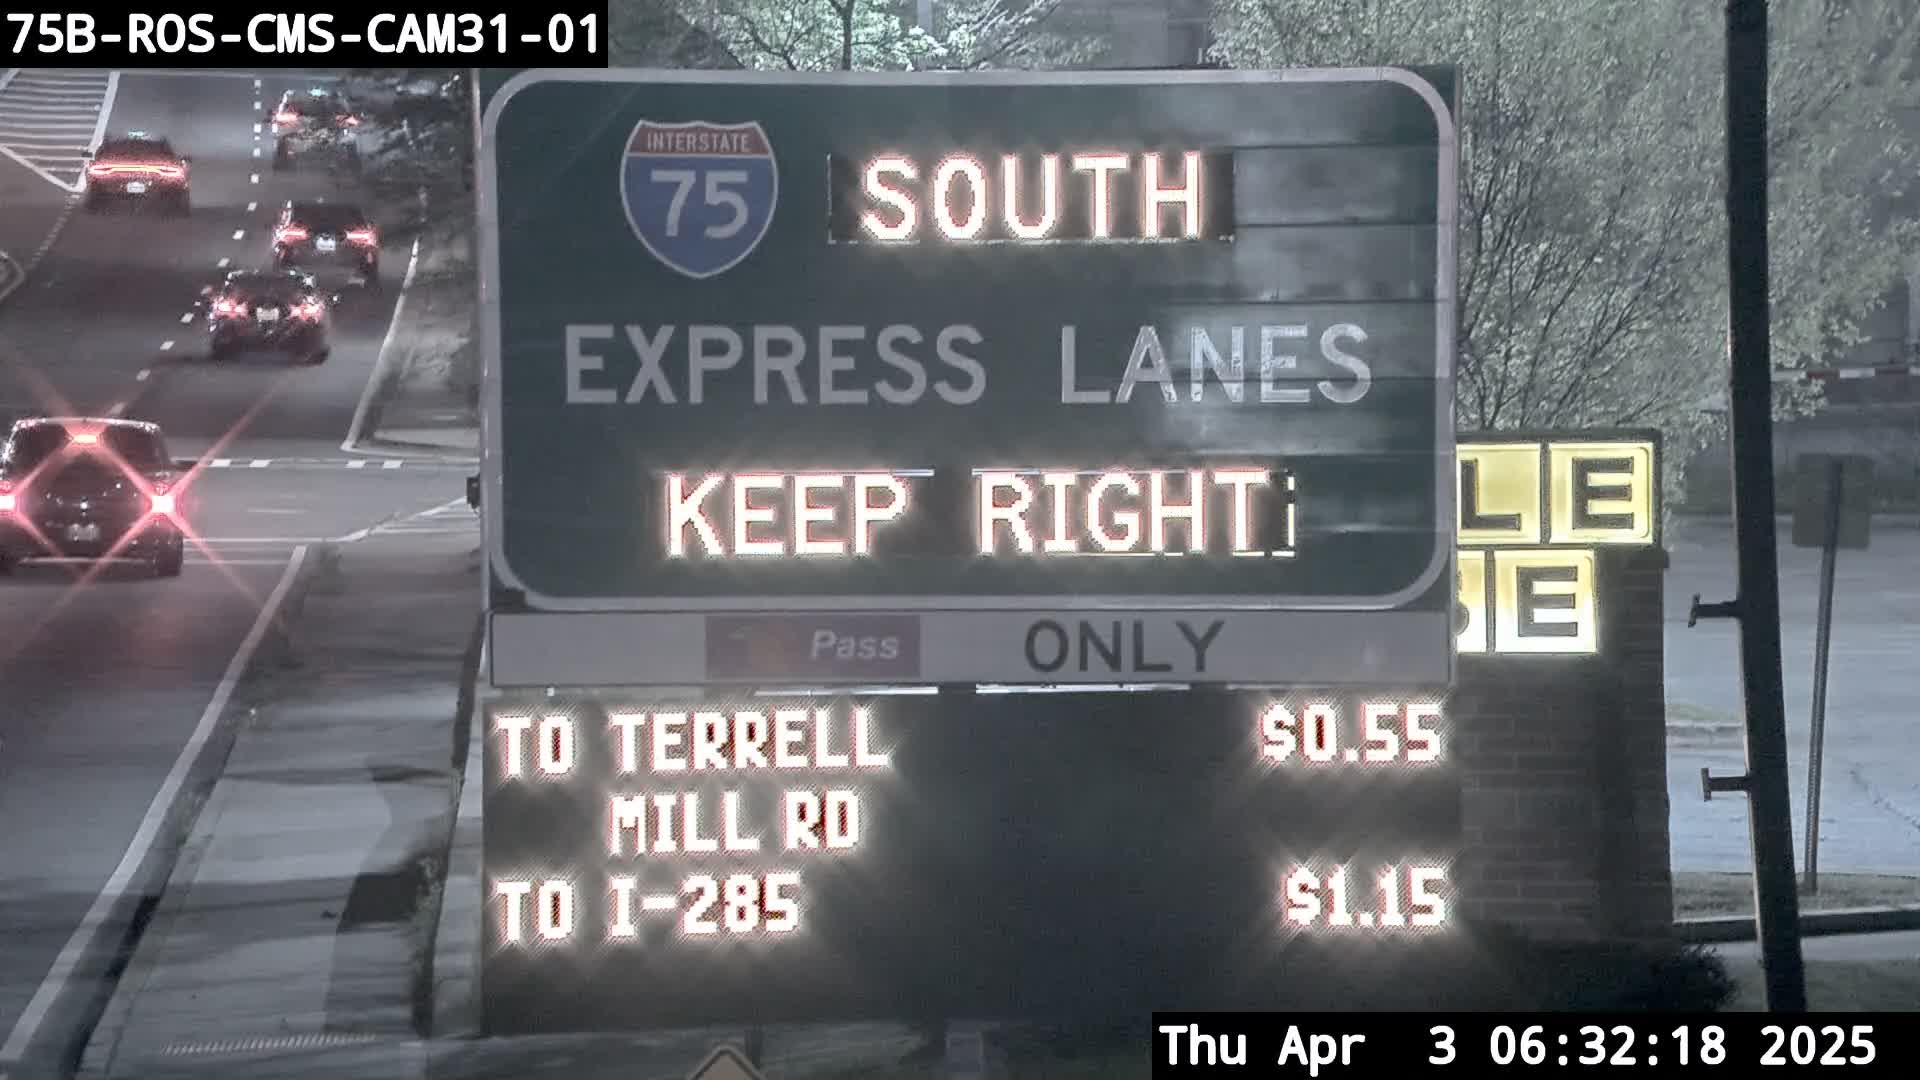 75B-ROS-CMS-CAM31-01
INTERSTATE
75
SOUTH
EXPRESS LANES
KEEP RIGHT
Pass ONLY
LE
E
TO TERRELL $0.55
MILL RD
TO I-285 $1.15
Thu Apr 3 06:32:18 2025